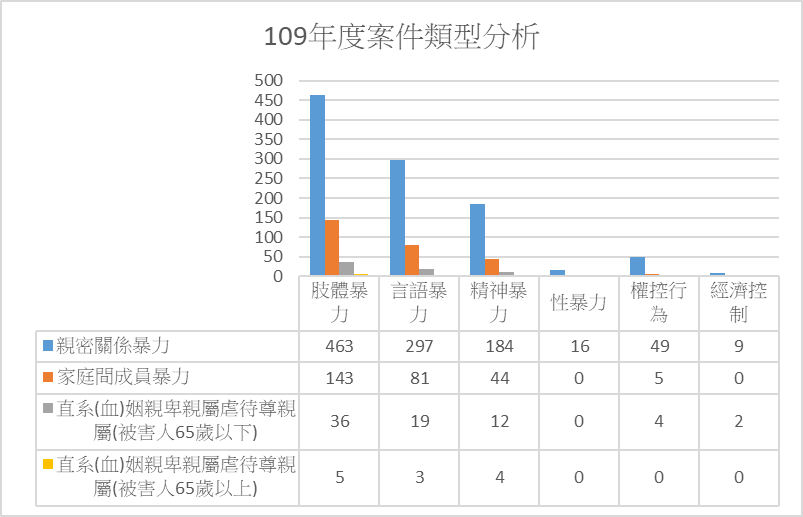 109年度案件類型分析
500
450
400
350
300
250
200
150
100
50
0
肢體暴力 言語暴力 精神暴力 性暴力 權控行為 經濟控制
親密關係暴力 463 297 184 16 49 9
家庭間成員暴力 143 81 44 0 5 0
直系(血)姻親卑親屬虐待尊親
屬(被害人65歲以下) 36 19 12 0 4 2
直系(血)姻親卑親屬虐待尊親
屬(被害人65歲以上) 5 3 4 0 0 0